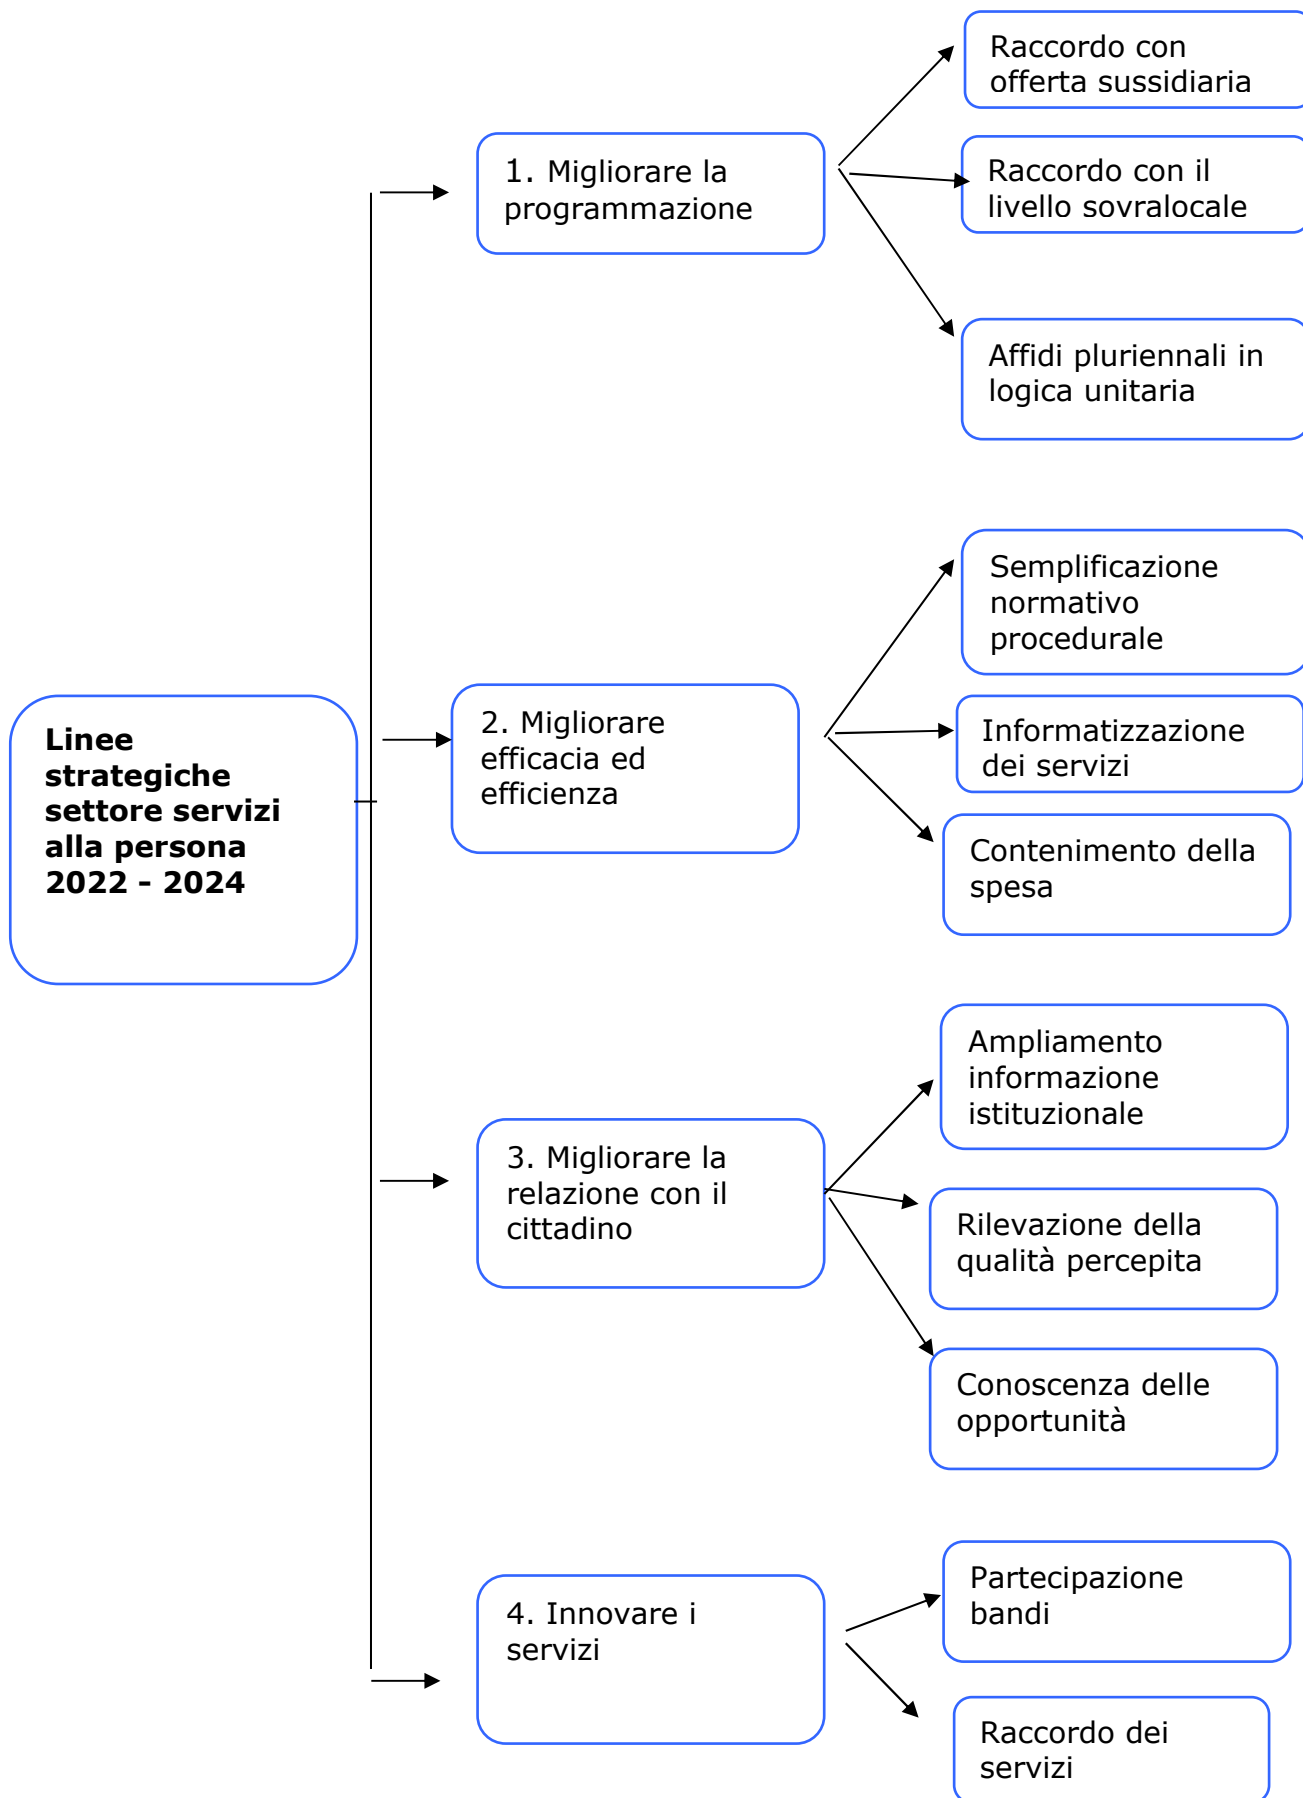 Raccordo con
offerta sussidiaria
1. Migliorare la
programmazione
Raccordo con il
livello sovralocale
Affidi pluriennali in
logica unitaria
Linee
strategiche
settore servizi
alla persona
2022 - 2024
2. Migliorare
efficacia ed
efficienza
Semplificazione
normativo
procedurale
Informatizzazione
dei servizi
Contenimento della
spesa
3. Migliorare la
relazione con il
cittadino
Ampliamento
informazione
istituzionale
Rilevazione della
qualità percepita
Conoscenza delle
opportunità
4. Innovare i
servizi
Partecipazione
bandi
Raccordo dei
servizi